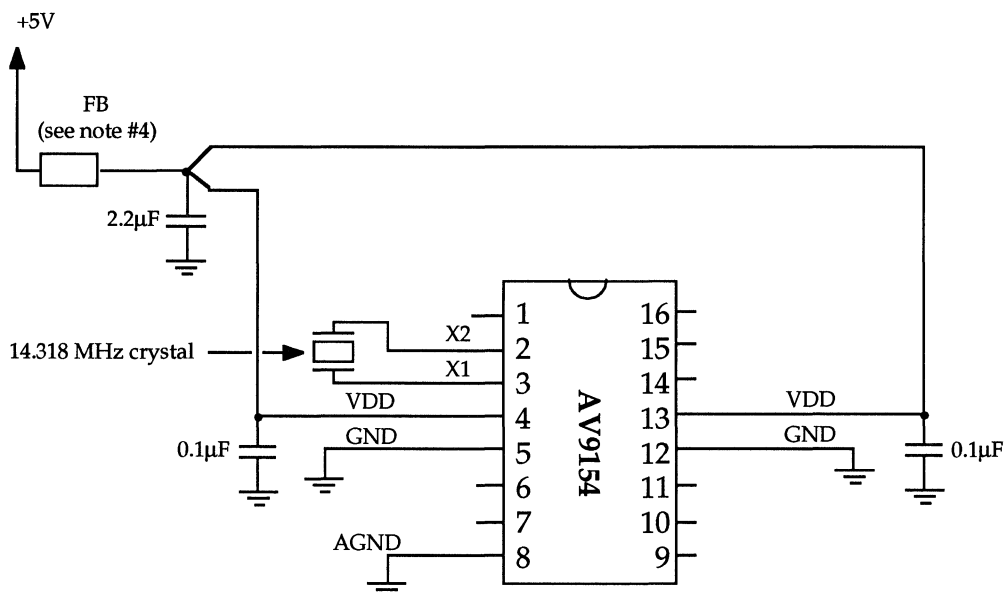 +5V
FB
(see note #4)
2.2µF
14.318 MHz crystal
X2
X1
VDD
GND
0.1µF
AGND
1
2
3
4
5
6
7
8
AV9154
16
15
14
13
12
11
10
9
VDD
GND
0.1µF